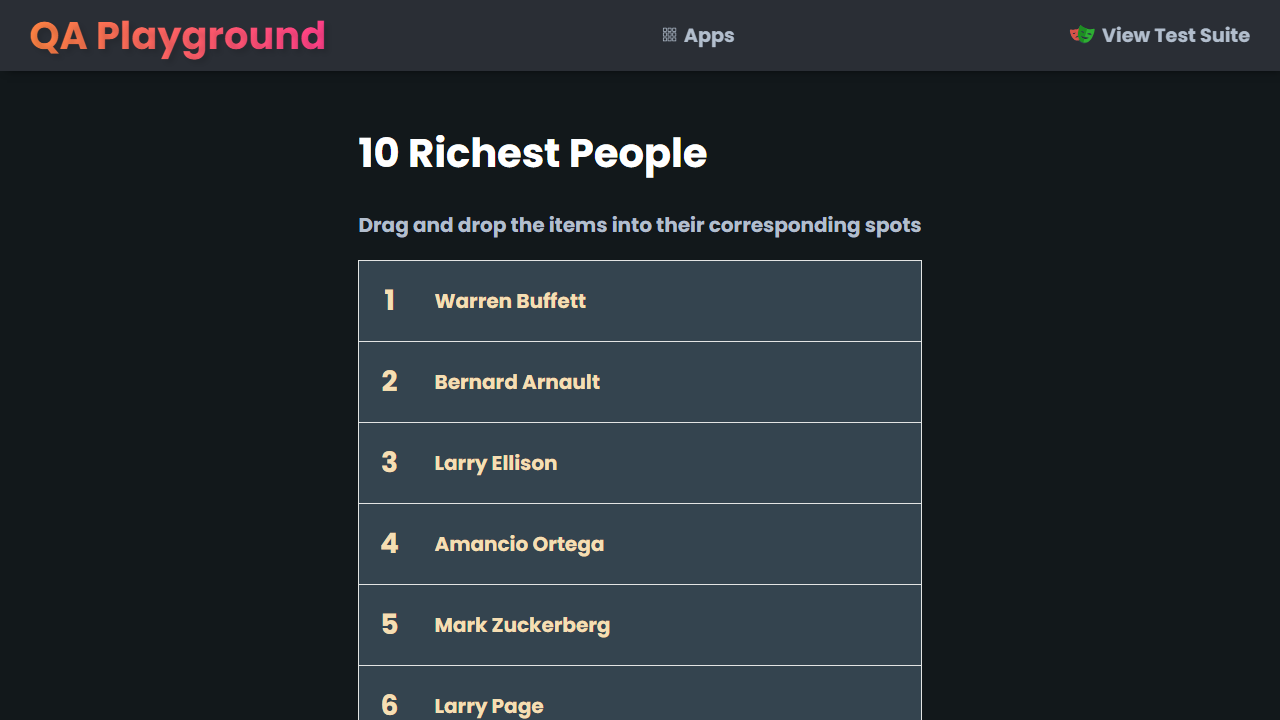 QA Playground
Apps
View Test Suite
10 Richest People
Drag and drop the items into their corresponding spots
1 Warren Buffett
2 Bernard Arnault
3 Larry Ellison
4 Amancio Ortega
5 Mark Zuckerberg
6 Larry Page